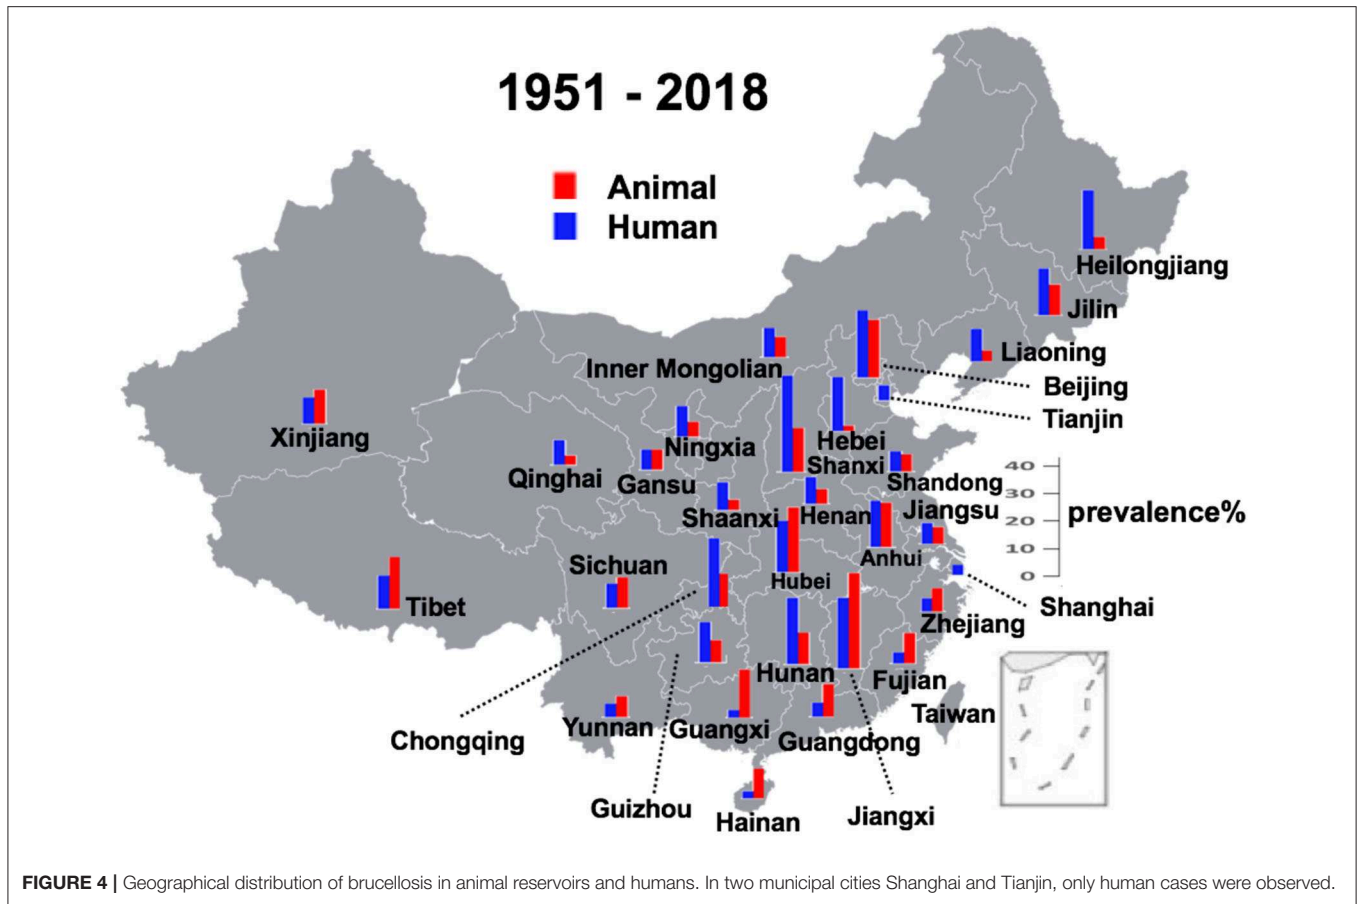 1951 - 2018
Animal
Human
Heilongjiang
Jilin
Liaoning
Inner Mongolian
Beijing
Tianjin
Xinjiang
Ningxia
Hebei
Qinghai
Gansu
Shanxi
Shandong
40
30
20
10
0
prevalence%
Shaanxi
Henan
Jiangsu
Anhui
Sichuan
Hubei
Tibet
Shanghai
Zhejiang
Hunan
Fujian
Taiwan
Chongqing
Yunnan
Guangxi
Guangdong
Guizhou
Hainan
Jiangxi
FIGURE 4 | Geographical distribution of brucellosis in animal reservoirs and humans. In two municipal cities Shanghai and Tianjin, only human cases were observed.